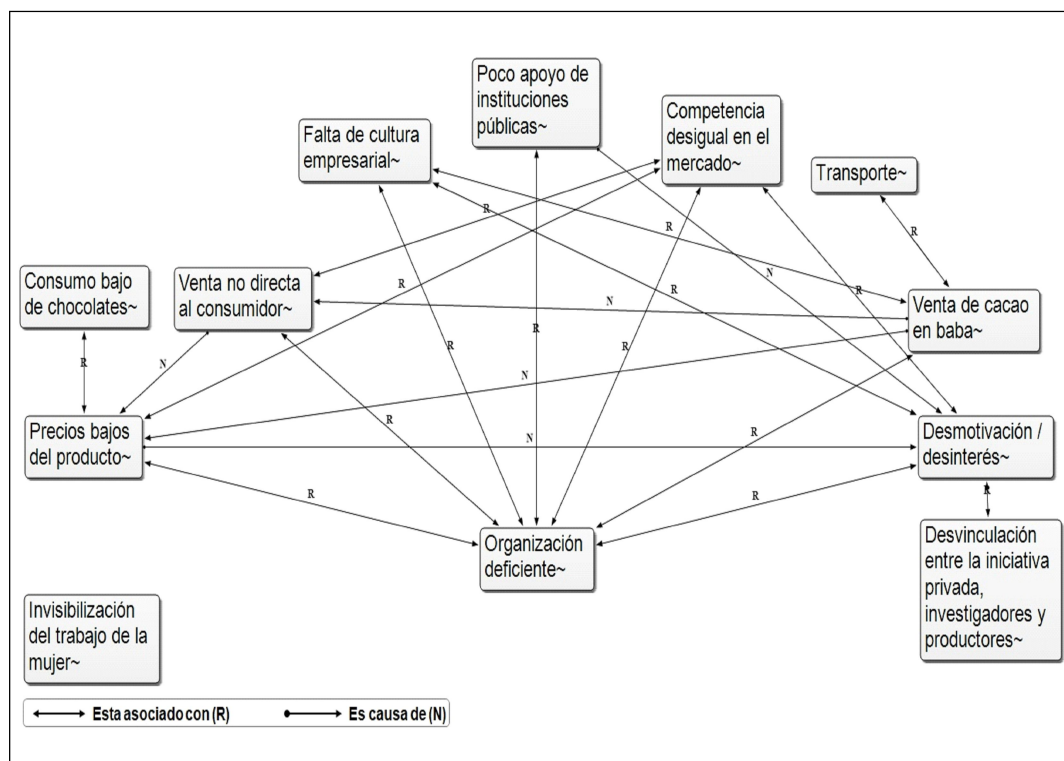 Poco apoyo de
instituciones
públicas~
Competencia
desigual en el
mercado~
Falta de cultura
empresarial~
Transporte~
R
R
R
N
Consumo bajo
de chocolates~
Venta no directa
al consumidor~
Venta de cacao
en baba~
R
R
R
N
R
R
R
R
N
N
Precios bajos
del producto~
Desmotivación /
desinterés~
R
R
N
R
R
R
Organización
deficiente~
Desvinculación
entre la iniciativa
privada,
investigadores y
productores~
Invisibilización
del trabajo de la
mujer~
Esta asociado con (R)
Es causa de (N)